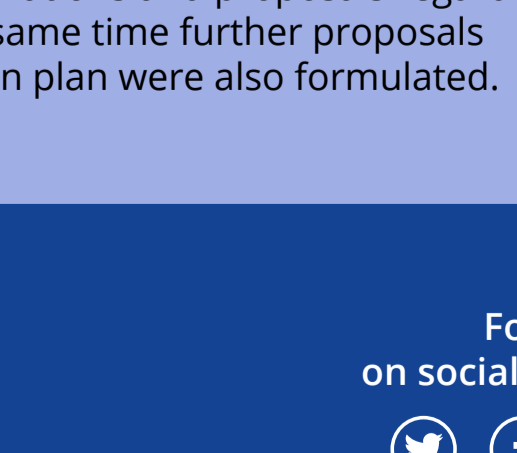 same time further proposals
n plan were also formulated.
Fo
on social